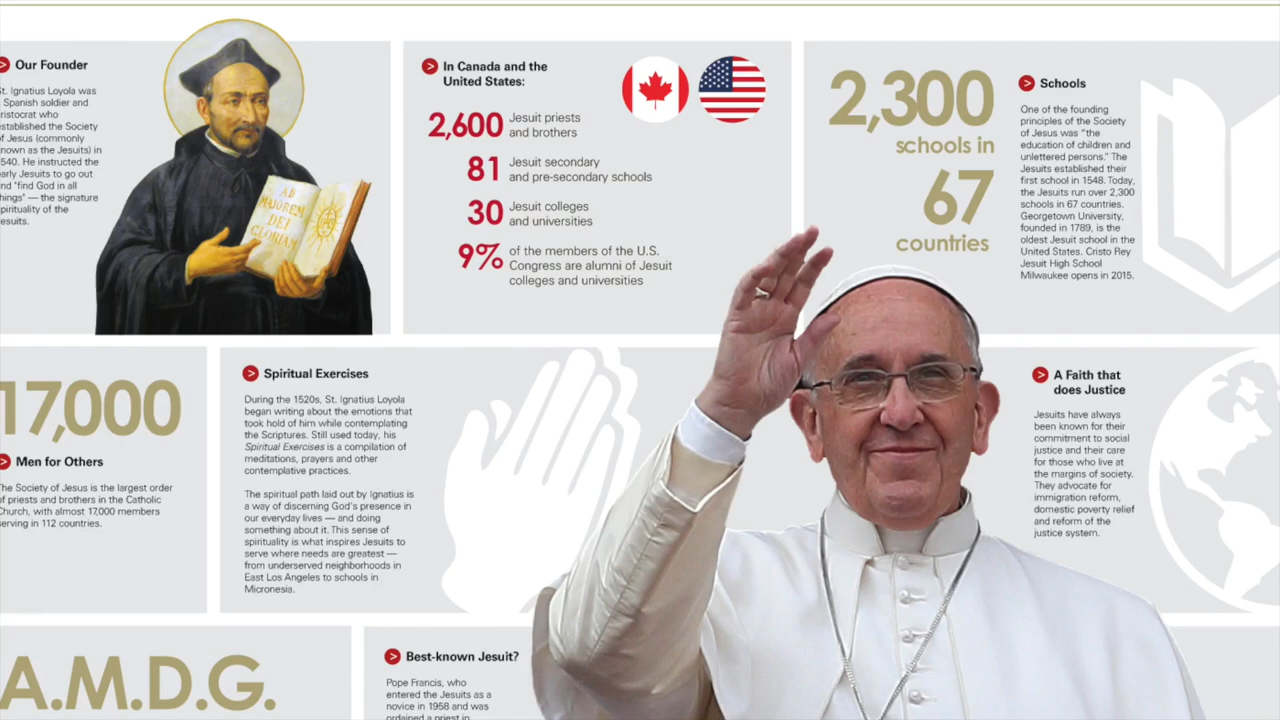 Our Founder
St. Ignatius Loyola was
Spanish soldier and
aristocrat who
established the Society
of Jesus (commonly
known as the Jesuits) in
1540. He instructed the
early Jesuits to go out
and "find God in all
things" — the signature
spirituality of the
Jesuits.
AD
MAJOREM
DEI
GLORIAM
In Canada and the
United States:
2,600 Jesuit priests
and brothers
81 Jesuit secondary
and pre-secondary schools
30 Jesuit colleges
and universities
9% of the members of the U.S.
Congress are alumni of Jesuit
colleges and universities
2,300
schools in
67
countries
Schools
One of the founding
principles of the Society
of Jesus was "the
education of children and
unlettered persons." The
Jesuits established their
first school in 1548. Today,
the Jesuits run over 2,300
schools in 67 countries.
Georgetown University,
founded in 1789, is the
oldest Jesuit school in the
United States. Cristo Rey
Jesuit High School
Milwaukee opens in 2015.
17,000
Men for Others
The Society of Jesus is the largest order
of priests and brothers in the Catholic
Church, with almost 17,000 members
serving in 112 countries.
Spiritual Exercises
During the 1520s, St. Ignatius Loyola
began writing about the emotions that
took hold of him while contemplating
the Scriptures. Still used today, his
Spiritual Exercises is a compilation of
meditations, prayers and other
contemplative practices.
The spiritual path laid out by Ignatius is
a way of discerning God's presence in
our everyday lives — and doing
something about it. This sense of
spirituality is what inspires Jesuits to
serve where needs are greatest —
from underserved neighborhoods in
East Los Angeles to schools in
Micronesia.
A Faith that
does Justice
Jesuits have always
been known for their
commitment to social
justice and their care
for those who live at
the margins of society.
They advocate for
immigration reform,
domestic poverty relief
and reform of the
justice system.
A.M.D.G.
Best-known Jesuit?
Pope Francis, who
entered the Jesuits as a
novice in 1958 and was
ordained a priest in